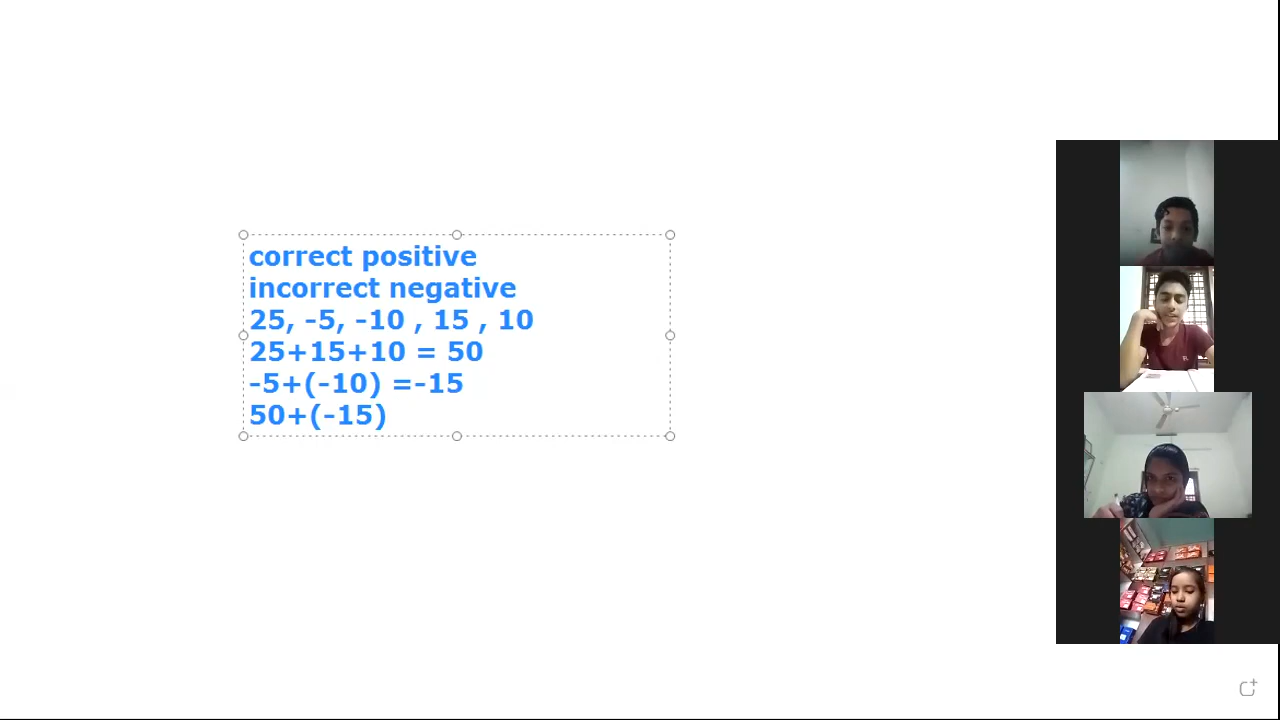 correct positive
incorrect negative
25, -5, -10 , 15 , 10
25+15+10 = 50
-5+(-10) =-15
50+(-15)